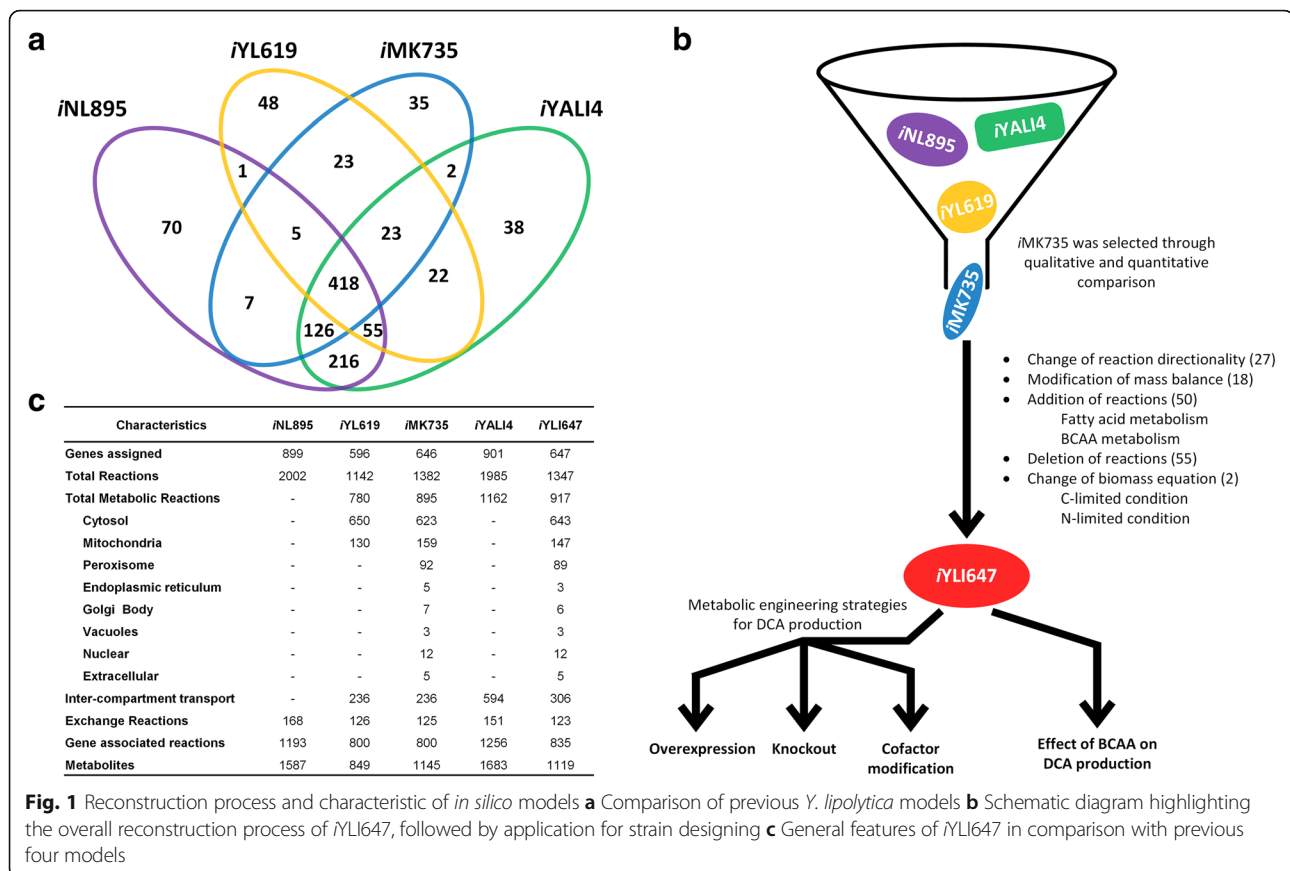 a
iNL895
iYL619
iMK735
iYALI4
48
35
1
23
2
70
5
23
38
418
22
7
126
55
216
b
iNL895
iYALI4
iYL619
iMK735
iMK735 was selected through
qualitative and quantitative
comparison
• Change of reaction directionality (27)
• Modification of mass balance (18)
• Addition of reactions (50)
Fatty acid metabolism
BCAA metabolism
• Deletion of reactions (55)
• Change of biomass equation (2)
C-limited condition
N-limited condition
iYLI647
Metabolic engineering strategies
for DCA production
Overexpression
Knockout
Cofactor
modification
Effect of BCAA on
DCA production
c
Characteristics iNL895 iYL619 iMK735 iYALI4 iYLI647
Genes assigned 899 596 646 901 647
Total Reactions 2002 1142 1382 1985 1347
Total Metabolic Reactions - 780 895 1162 917
Cytosol - 650 623 - 643
Mitochondria - 130 159 - 147
Peroxisome - - 92 - 89
Endoplasmic reticulum - - 5 - 3
Golgi Body - - 7 - 6
Vacuoles - - 3 - 3
Nuclear - - 12 - 12
Extracellular - - 5 - 5
Inter-compartment transport - 236 236 594 306
Exchange Reactions 168 126 125 151 123
Gene associated reactions 1193 800 800 1256 835
Metabolites 1587 849 1145 1683 1119
Fig. 1 Reconstruction process and characteristic of in silico models a Comparison of previous Y. lipolytica models b Schematic diagram highlighting
the overall reconstruction process of iYLI647, followed by application for strain designing c General features of iYLI647 in comparison with previous
four models